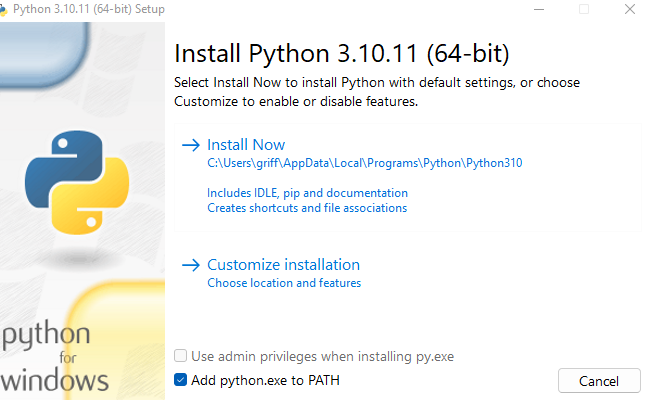 Python 3.10.11 (64-bit) Setup
Install Python 3.10.11 (64-bit)
Select Install Now to install Python with default settings, or choose
Customize to enable or disable features.
Install Now
C:\Users\griff\AppData\Local\Programs\Python\Python310
Includes IDLE, pip and documentation
Creates shortcuts and file associations
Customize installation
Choose location and features
python
for
windows
Use admin privileges when installing py.exe
Add python.exe to PATH
Cancel